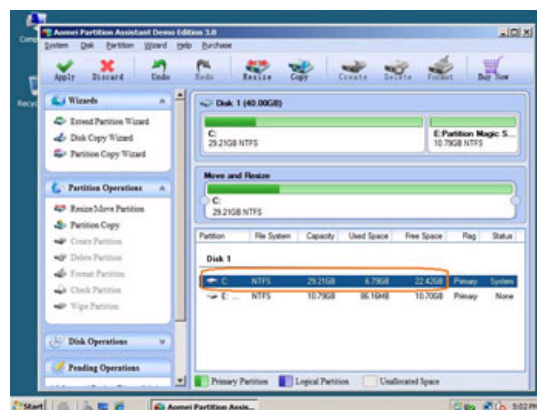 Aomei Partition Assistant Demo Edition 3.0
System Disk Partition Wizard Help Purchase
Apply Discard Undo Redo Resize Copy Create Delete Format Buy Now
Wizards
Extend Partition Wizard
Disk Copy Wizard
Partition Copy Wizard
Partition Operations
Resize/Move Partition
Partition Copy
Create Partition
Delete Partition
Format Partition
Check Partition
Wipe Partition
Disk Operations
Pending Operations
Disk 1 (40.00GB)
C:
29.21GB NTFS
E:Partition Magic S...
10.79GB NTFS
Move and Resize
C:
29.21GB NTFS
Partition File System Capacity Used Space Free Space Flag Status
Disk 1
C: NTFS 29.21GB 6.79GB 22.42GB Primary System
E: ... NTFS 10.79GB 86.16MB 10.70GB Primary None
Primary Partition Logical Partition Unallocated Space
Start Aomei Partition Assis... 5:02 PM